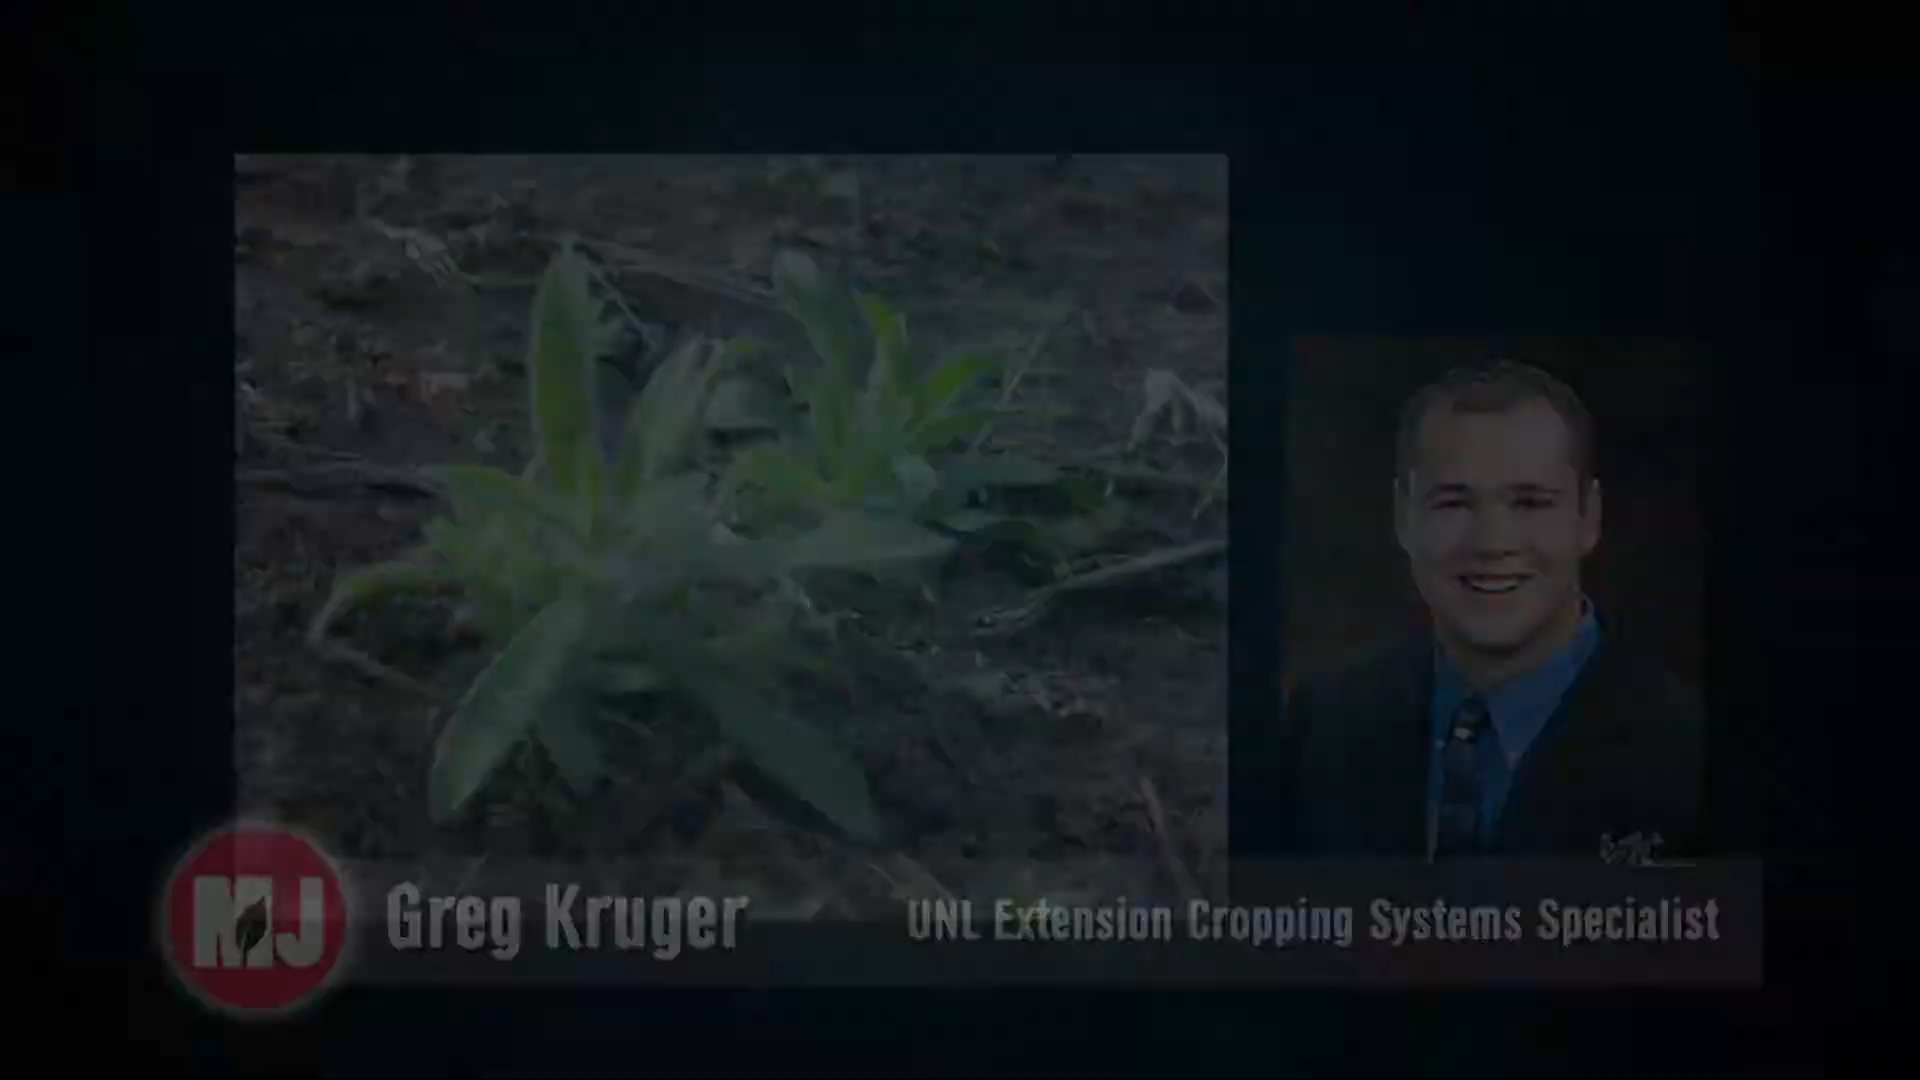 MJ
Greg Kruger
UNL Extension Cropping Systems Specialist